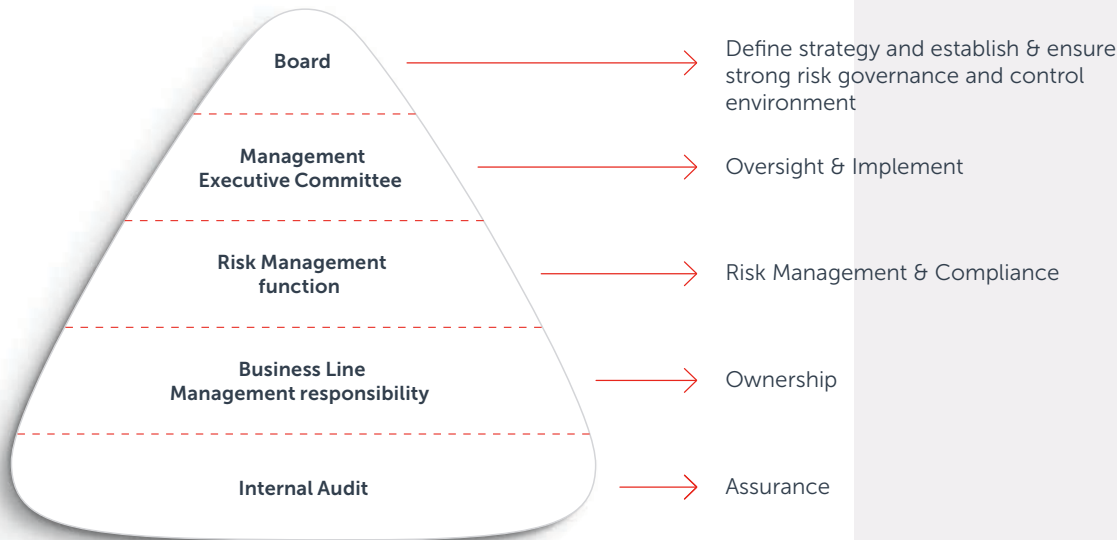 Board
Define strategy and establish & ensure
strong risk governance and control
environment
Management
Executive Committee
Oversight & Implement
Risk Management
function
Risk Management & Compliance
Business Line
Management responsibility
Ownership
Internal Audit
Assurance